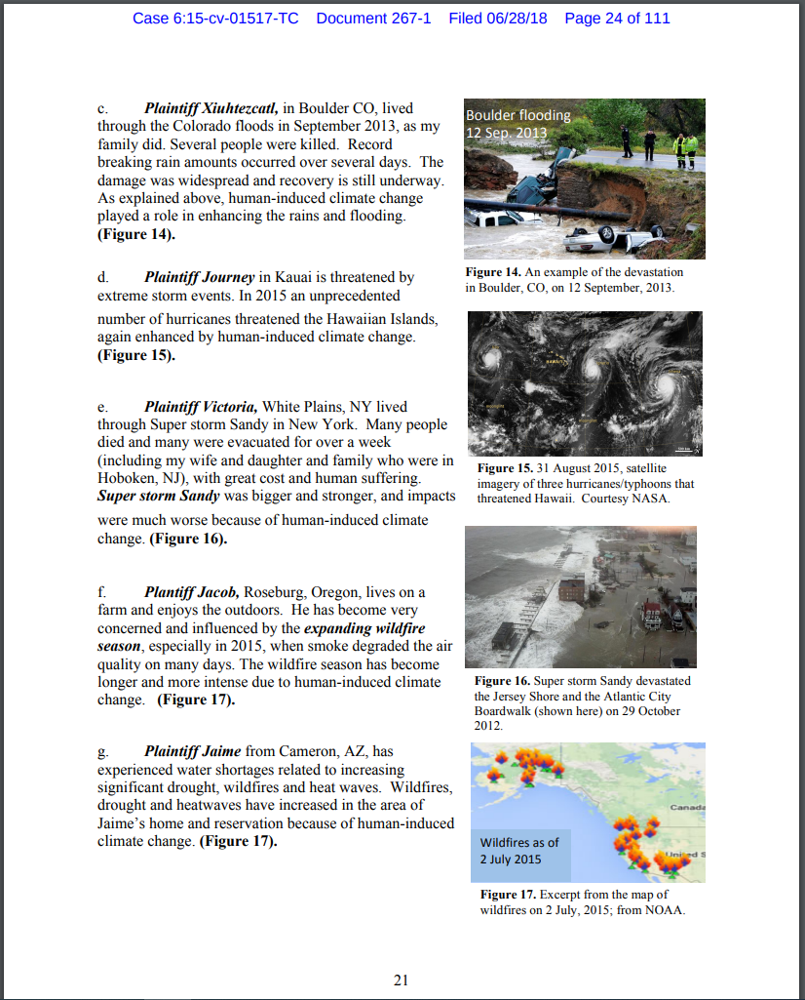 Case 6:15-cv-01517-TC Document 267-1 Filed 06/28/18 Page 24 of 111
c. Plaintiff Xiuhtezcatl, in Boulder CO, lived
through the Colorado floods in September 2013, as my
family did. Several people were killed. Record
breaking rain amounts occurred over several days. The
damage was widespread and recovery is still underway.
As explained above, human-induced climate change
played a role in enhancing the rains and flooding.
(Figure 14).
Boulder flooding
12 Sep. 2013
Figure 14. An example of the devastation
in Boulder, CO, on 12 September, 2013.
d. Plaintiff Journey in Kauai is threatened by
extreme storm events. In 2015 an unprecedented
number of hurricanes threatened the Hawaiian Islands,
again enhanced by human-induced climate change.
(Figure 15).
Figure 15. 31 August 2015, satellite
imagery of three hurricanes/typhoons that
threatened Hawaii. Courtesy NASA.
e. Plaintiff Victoria, White Plains, NY lived
through Super storm Sandy in New York. Many people
died and many were evacuated for over a week
(including my wife and daughter and family who were in
Hoboken, NJ), with great cost and human suffering.
Super storm Sandy was bigger and stronger, and impacts
were much worse because of human-induced climate
change. (Figure 16).
Figure 16. Super storm Sandy devastated
the Jersey Shore and the Atlantic City
Boardwalk (shown here) on 29 October
2012.
f. Plantiff Jacob, Roseburg, Oregon, lives on a
farm and enjoys the outdoors. He has become very
concerned and influenced by the expanding wildfire
season, especially in 2015, when smoke degraded the air
quality on many days. The wildfire season has become
longer and more intense due to human-induced climate
change. (Figure 17).
g. Plaintiff Jaime from Cameron, AZ, has
experienced water shortages related to increasing
significant drought, wildfires and heat waves. Wildfires,
drought and heatwaves have increased in the area of
Jaime's home and reservation because of human-induced
climate change. (Figure 17).
Canada
United S
Wildfires as of
2 July 2015
Figure 17. Excerpt from the map of
wildfires on 2 July, 2015; from NOAA.
21